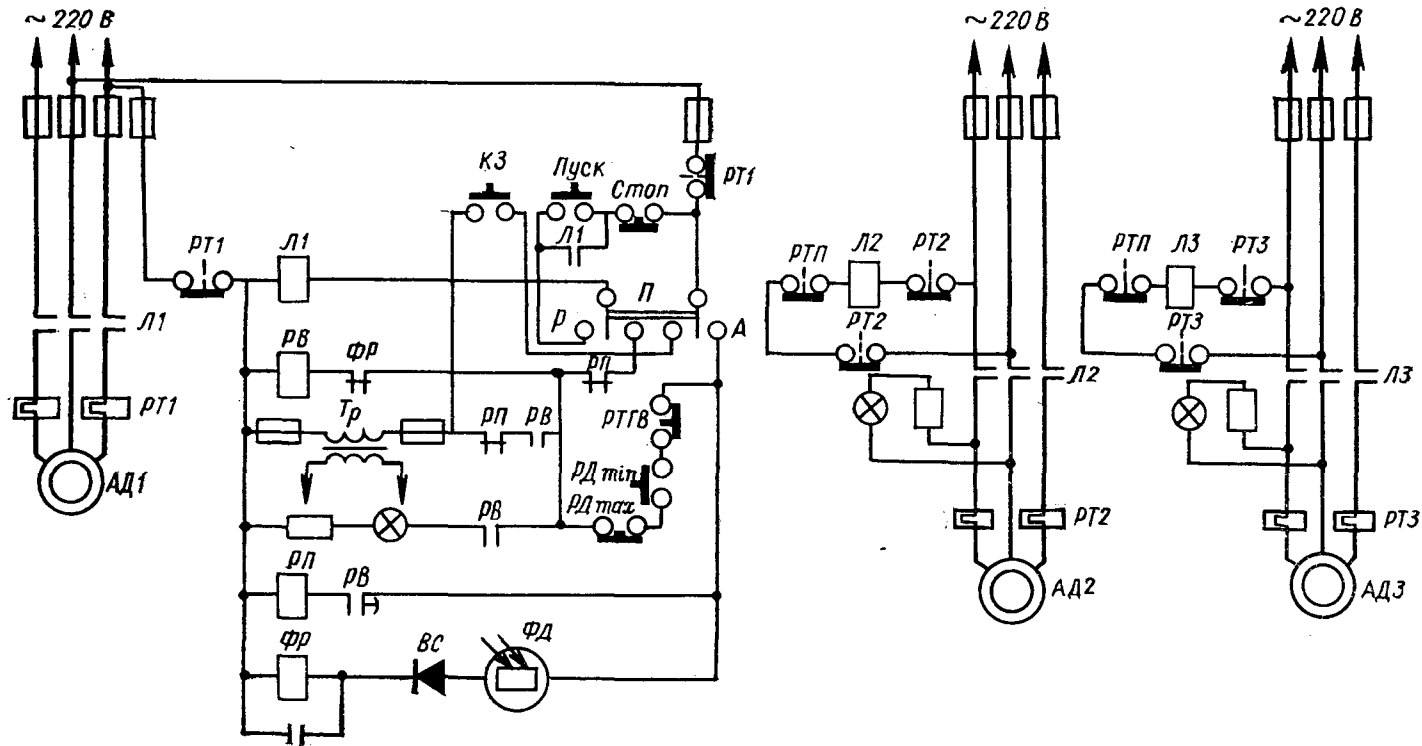 ~ 220 В
~ 220 В
~ 220 В
КЗ
Пуск
Стоп
РТ1
РТ1
Л1
Л1
РТП
Л2
РТ2
РТП
Л3
РТ3
П
Р
А
Л1
РТ2
РТ3
РВ
ФР
РП
Л2
Л3
РТ1
Тр
РП
РВ
РТГВ
РД min
РД max
АД1
РВ
РТ2
РТ3
РП
РВ
АД2
АД3
ФР
ВС
ФД